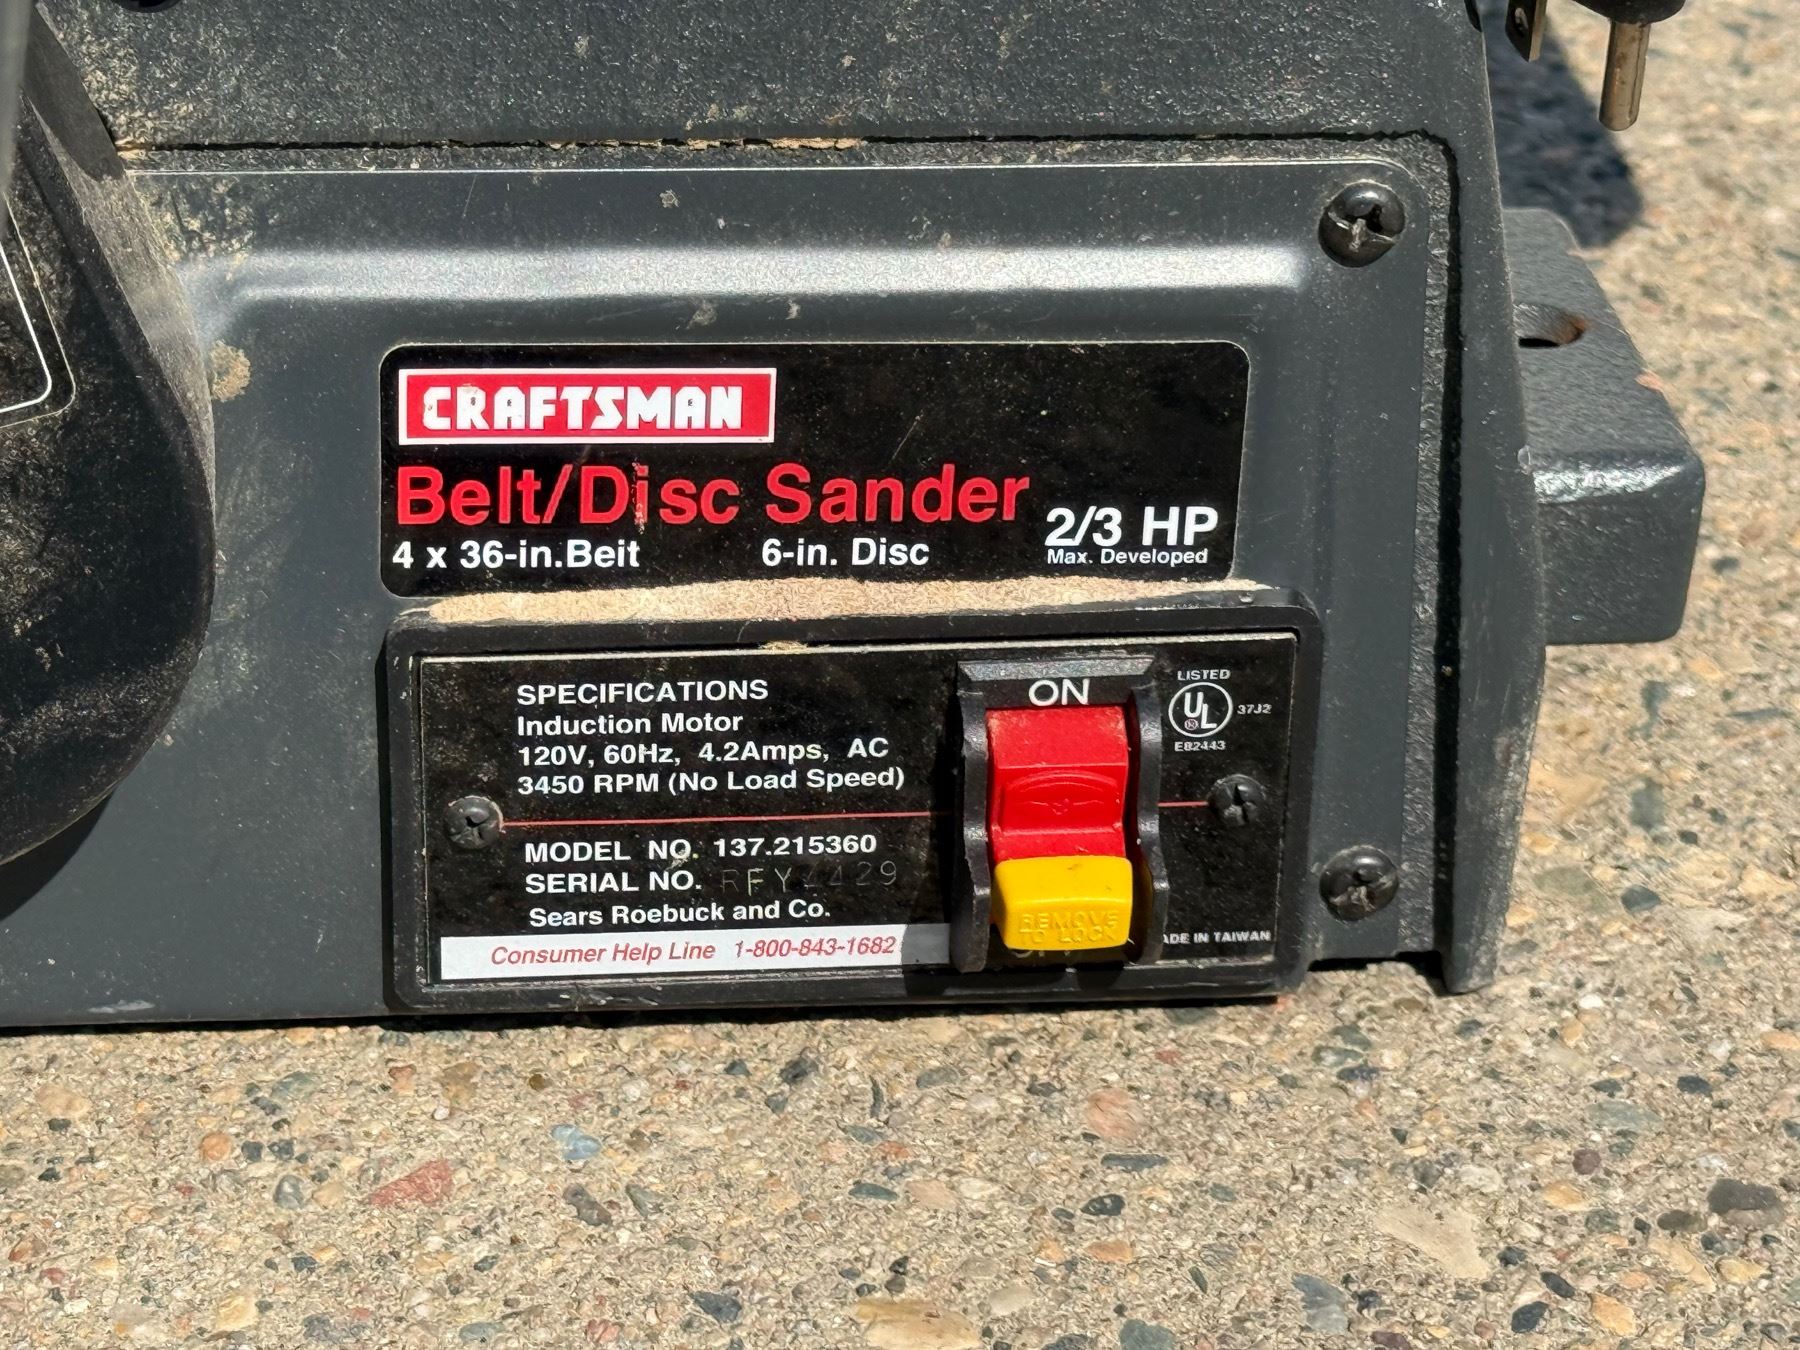 CRAFTSMAN
Belt/Disc Sander
4 x 36-in.Belt 6-in. Disc
2/3 HP
Max. Developed
SPECIFICATIONS
Induction Motor
120V, 60Hz, 4.2Amps, AC
3450 RPM (No Load Speed)
MODEL NO. 137.215360
SERIAL NO.
Sears Roebuck and Co.
Consumer Help Line 1-800-843-1682
ON
REMOVE
TO LOCK
LISTED
UL
37J2
E82443
IN TAIWAN